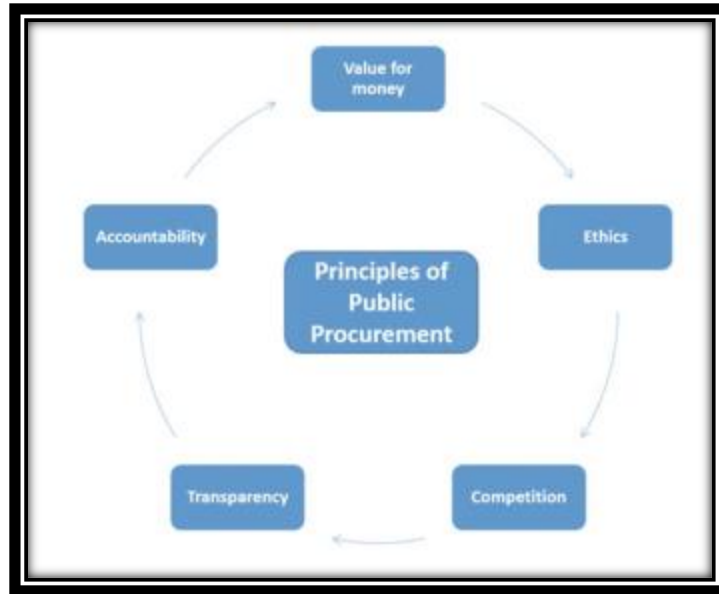 Value for
money
Accountability
Ethics
Principles of
Public
Procurement
Transparency
Competition